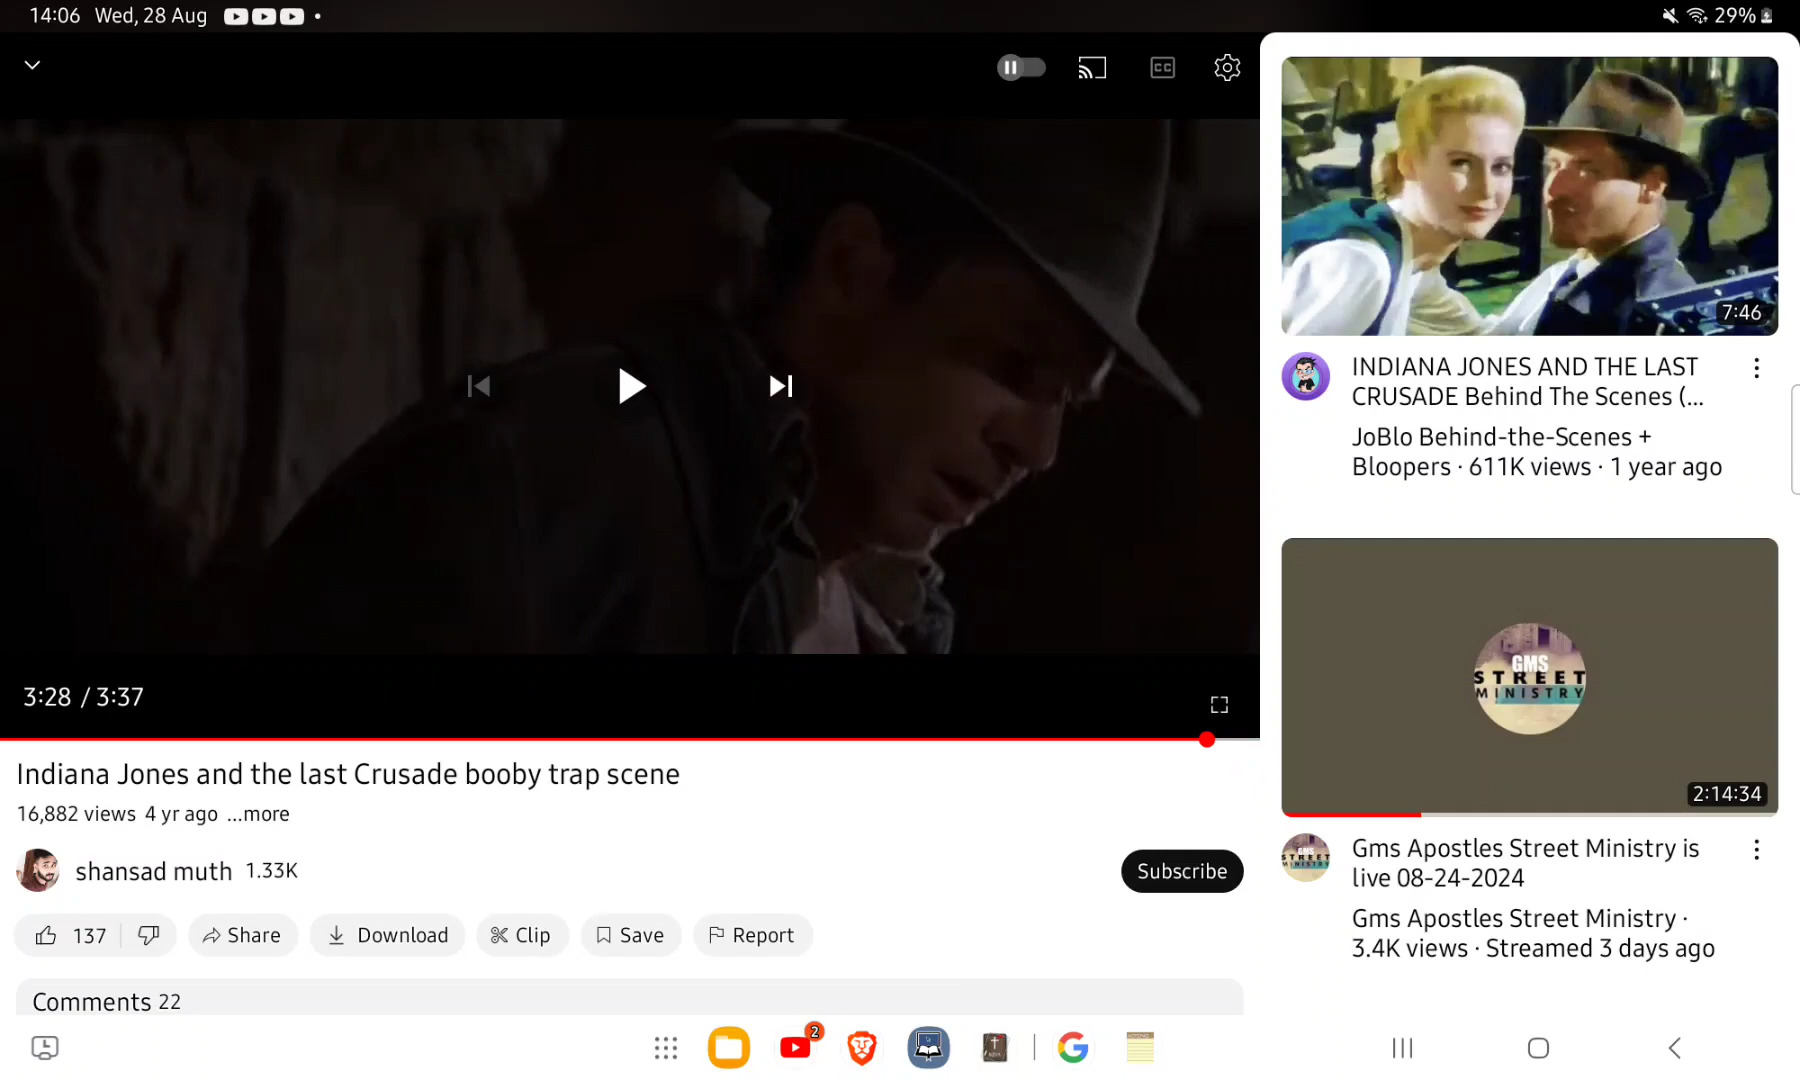 14:06 Wed, 28 Aug
29%
CC
3:28 / 3:37
Indiana Jones and the last Crusade booby trap scene
16,882 views 4 yr ago ...more
shansad muth 1.33K
Subscribe
137
Share
Download
Clip
Save
Report
Comments 22
7:46
INDIANA JONES AND THE LAST
CRUSADE Behind The Scenes (...
JoBlo Behind-the-Scenes +
Bloopers · 611K views · 1 year ago
GMS
STREET
MINISTRY
2:14:34
GMS
STREET
MINISTRY
Gms Apostles Street Ministry is
live 08-24-2024
Gms Apostles Street Ministry ·
3.4K views · Streamed 3 days ago
2